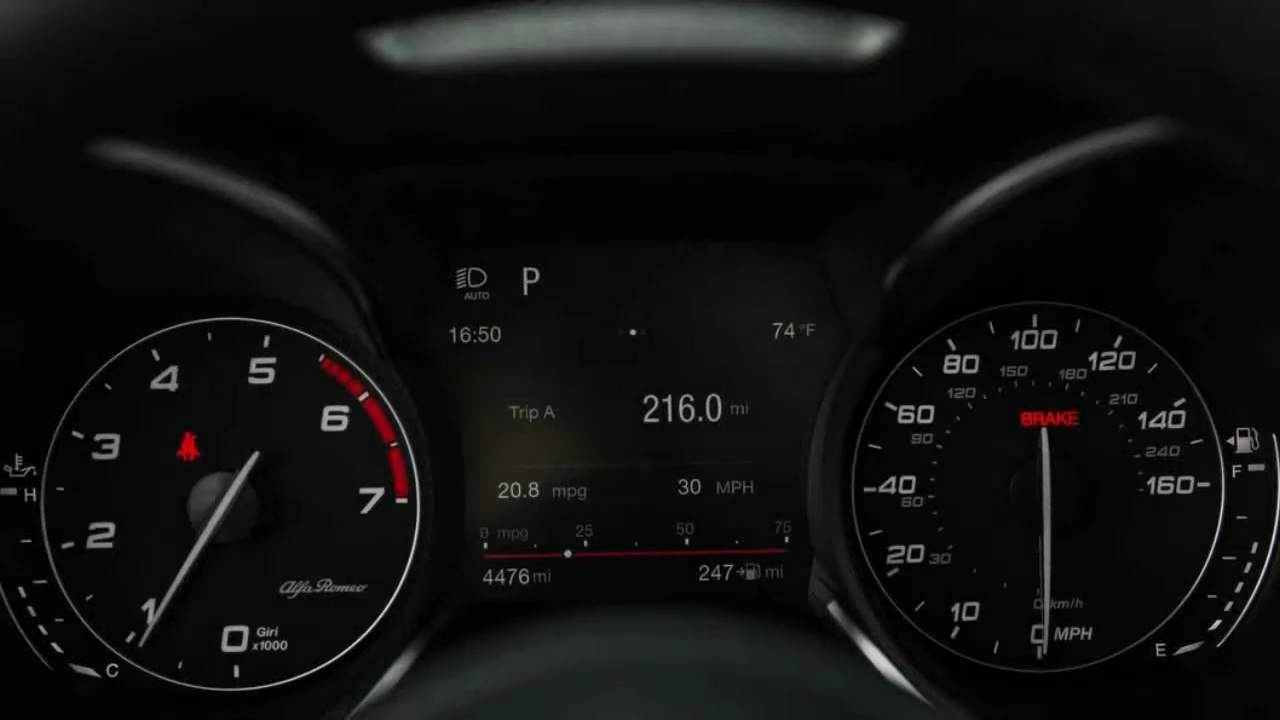 AUTO P
16:50 74°F
Trip A 216.0 mi
20.8 mpg 30 MPH
0 mpg 25 50 75
4476 mi 247 mi
H
C
7
6
5
4
3
2
1
0 Giri x1000
Alfa Romeo
BRAKE
160
140
120
100
80
60
40
20
10
0 MPH
240
210
180
150
120
90
60
30
0 km/h
F
E